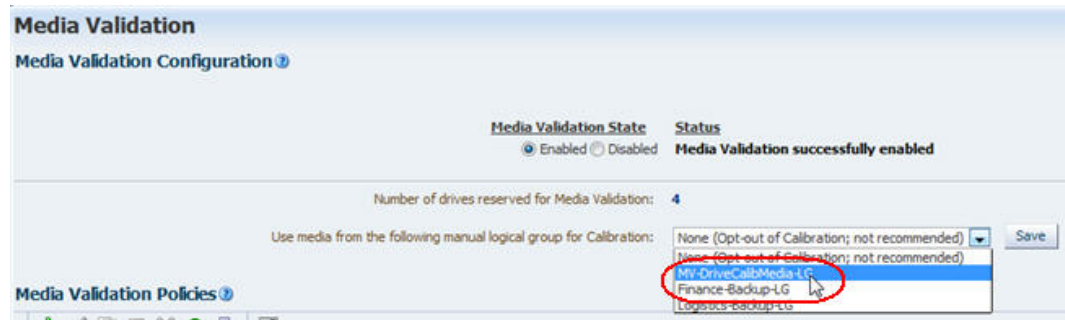 Media Validation
Media Validation Configuration
Media Validation State Status
Enabled Disabled Media Validation successfully enabled
Number of drives reserved for Media Validation: 4
Use media from the following manual logical group for Calibration: None (Opt-out of Calibration; not recommended) Save
None (Opt-out of Calibration; not recommended)
MV-DriveCalibMedia-LG
Finance-Backup-LG
Logistics-Backup-LG
Media Validation Policies